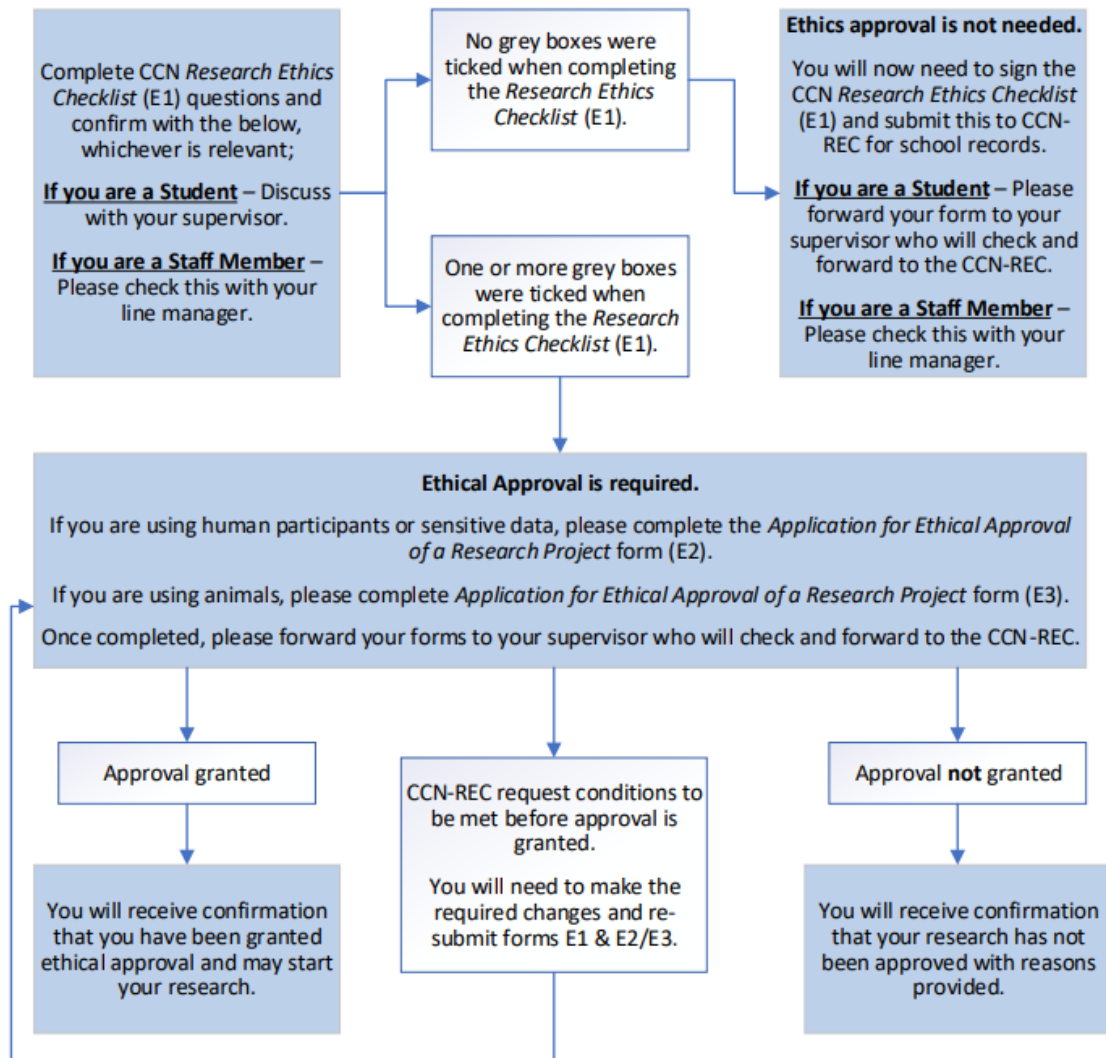 Complete CCN Research Ethics
Checklist (E1) questions and
confirm with the below,
whichever is relevant;
If you are a Student – Discuss
with your supervisor.
If you are a Staff Member –
Please check this with your
line manager.
No grey boxes were
ticked when completing
the Research Ethics
Checklist (E1).
One or more grey boxes
were ticked when
completing the Research
Ethics Checklist (E1).
Ethics approval is not needed.
You will now need to sign the
CCN Research Ethics Checklist
(E1) and submit this to CCN-
REC for school records.
If you are a Student – Please
forward your form to your
supervisor who will check and
forward to the CCN-REC.
If you are a Staff Member –
Please check this with your
line manager.
Ethical Approval is required.
If you are using human participants or sensitive data, please complete the Application for Ethical Approval
of a Research Project form (E2).
If you are using animals, please complete Application for Ethical Approval of a Research Project form (E3).
Once completed, please forward your forms to your supervisor who will check and forward to the CCN-REC.
Approval granted
You will receive confirmation
that you have been granted
ethical approval and may start
your research.
CCN-REC request conditions to
be met before approval is
granted.
You will need to make the
required changes and re-
submit forms E1 & E2/E3.
Approval not granted
You will receive confirmation
that your research has not
been approved with reasons
provided.